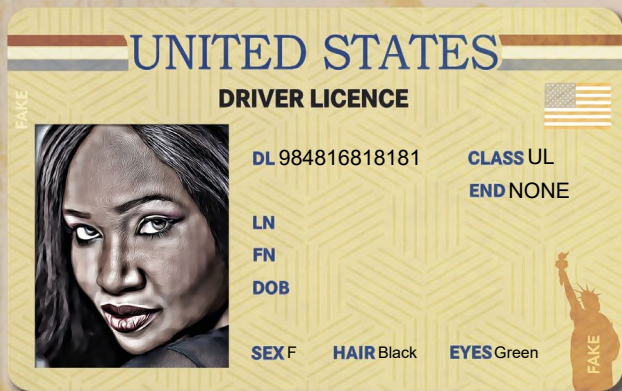 UNITED STATES
DRIVER LICENCE
FAKE
DL 984816818181 CLASS UL
END NONE
LN
FN
DOB
SEX F HAIR Black EYES Green
FAKE